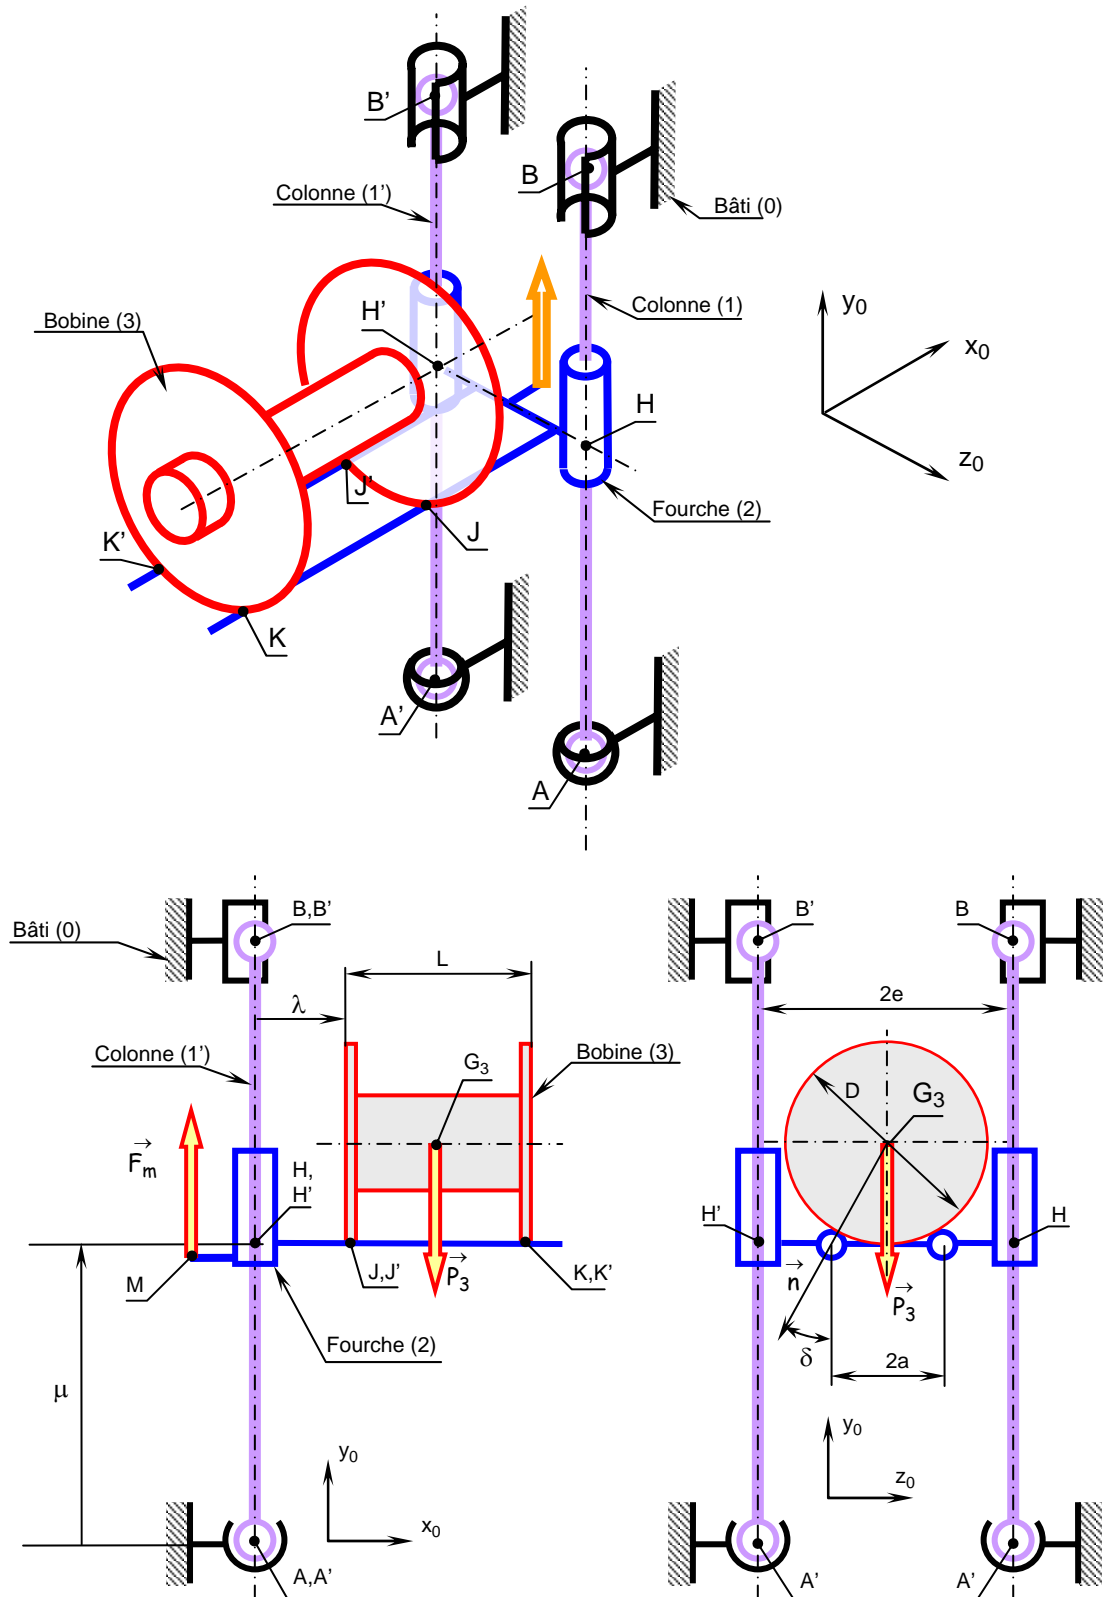 B'
B
Colonne (1')
Bâti (0)
Colonne (1)
Bobine (3)
H'
H
y0
x0
z0
J'
J
Fourche (2)
K'
K
A'
A
Bâti (0)
B,B'
L
λ
Colonne (1')
G3
Bobine (3)
Fm
H,
H'
M
J,J'
P3
K,K'
Fourche (2)
μ
y0
x0
A,A'
B'
B
2e
D
G3
H'
H
n
P3
δ
2a
y0
z0
A'
A'